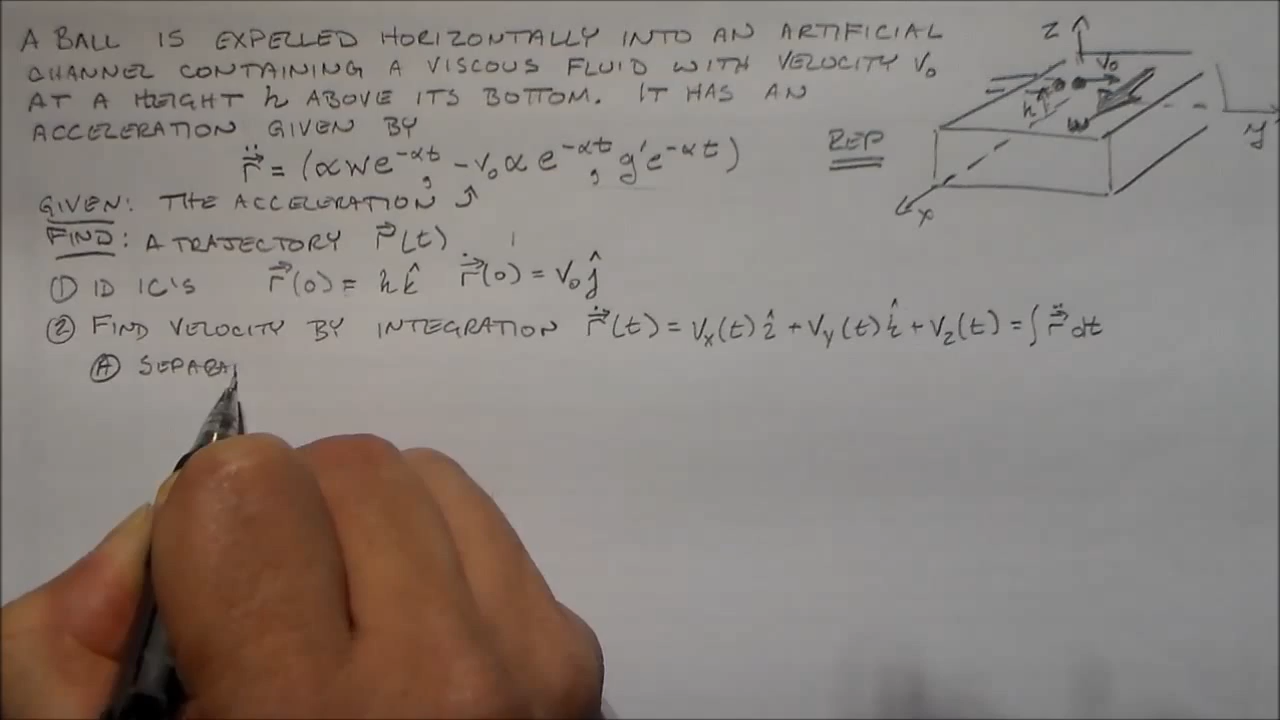 A BALL IS EXPELLED HORIZONTALLY INTO AN ARTIFICIAL
CHANNEL CONTAINING A VISCOUS FLUID WITH VELOCITY V₀
AT A HEIGHT h ABOVE ITS BOTTOM. IT HAS AN
ACCELERATION GIVEN BY
r⃗̈ = (αwe^{-αt}, -v₀αe^{-αt}, g'e^{-αt})
GIVEN: THE ACCELERATION ⤴
FIND: A TRAJECTORY r⃗(t)
① ID IC'S r⃗(0) = hk̂ r⃗̇(0) = V₀ĵ
② FIND VELOCITY BY INTEGRATION r⃗̈(t) = Vx(t)î + Vy(t)k̂ + Vz(t) = ∫r⃗̈ dt
Ⓐ SEPARA
REP
Z
V₀
h
w
y
x